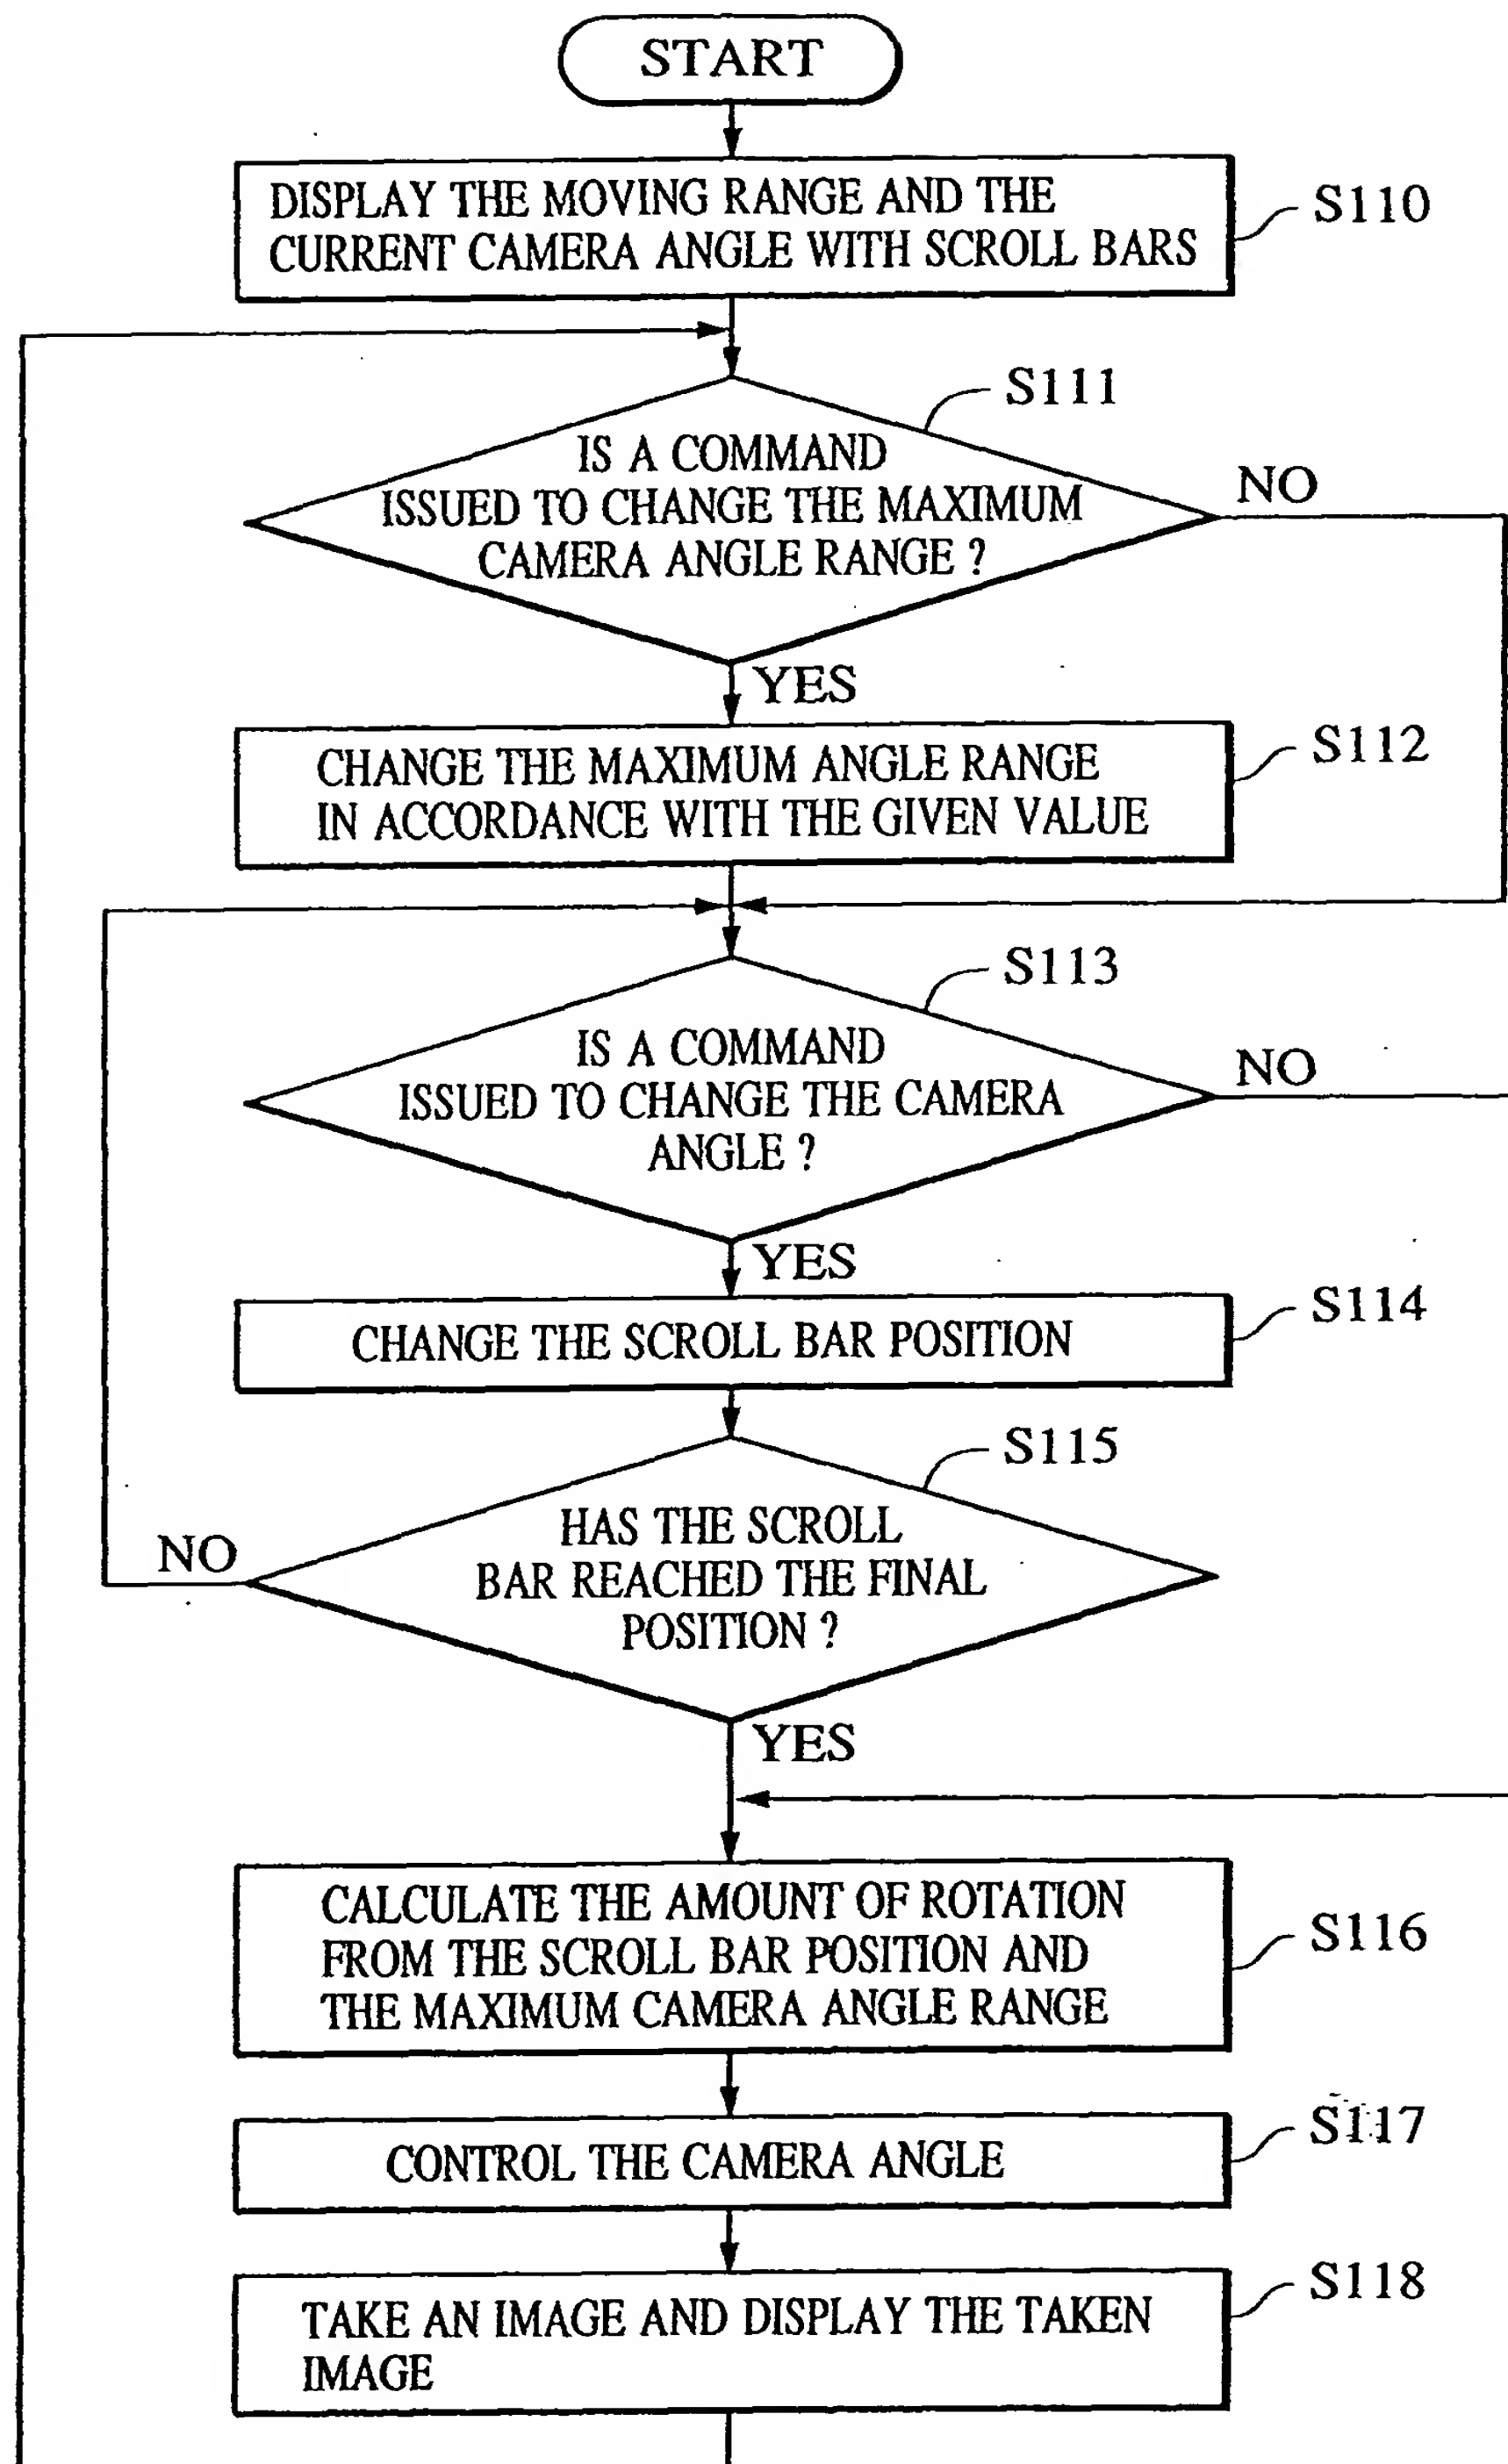 START
DISPLAY THE MOVING RANGE AND THE
CURRENT CAMERA ANGLE WITH SCROLL BARS
S110
S111
IS A COMMAND
ISSUED TO CHANGE THE MAXIMUM
CAMERA ANGLE RANGE ?
NO
YES
CHANGE THE MAXIMUM ANGLE RANGE
IN ACCORDANCE WITH THE GIVEN VALUE
S112
S113
IS A COMMAND
ISSUED TO CHANGE THE CAMERA
ANGLE ?
NO
YES
CHANGE THE SCROLL BAR POSITION
S114
S115
HAS THE SCROLL
BAR REACHED THE FINAL
POSITION ?
NO
YES
CALCULATE THE AMOUNT OF ROTATION
FROM THE SCROLL BAR POSITION AND
THE MAXIMUM CAMERA ANGLE RANGE
S116
CONTROL THE CAMERA ANGLE
S117
TAKE AN IMAGE AND DISPLAY THE TAKEN
IMAGE
S118